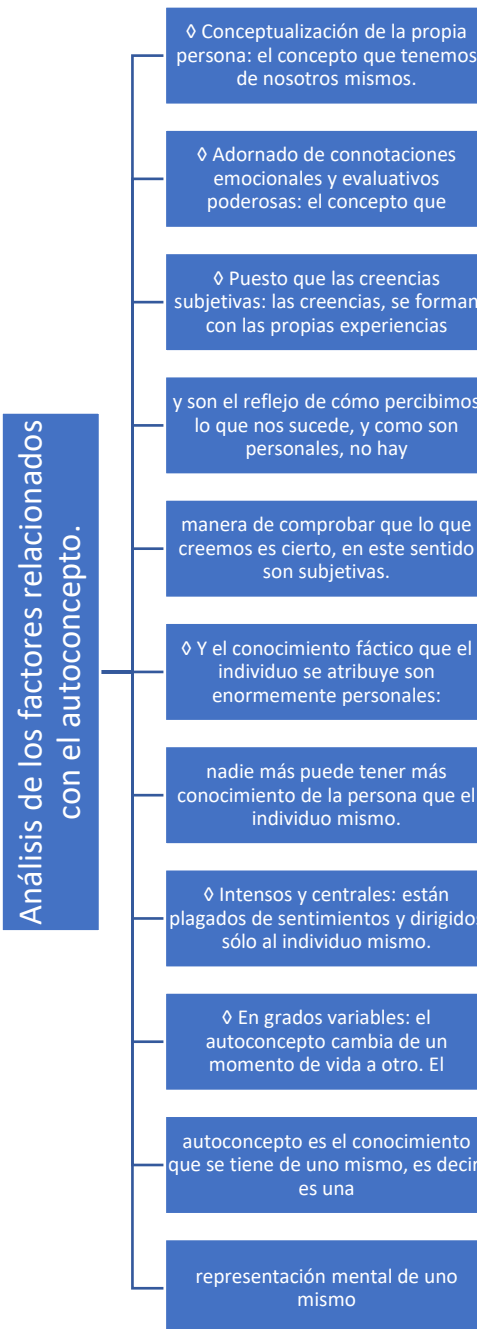 Análisis de los factores relacionados
con el autoconcepto.
◊ Conceptualización de la propia
persona: el concepto que tenemos
de nosotros mismos.
◊ Adornado de connotaciones
emocionales y evaluativos
poderosas: el concepto que
◊ Puesto que las creencias
subjetivas: las creencias, se forman
con las propias experiencias
y son el reflejo de cómo percibimos
lo que nos sucede, y como son
personales, no hay
manera de comprobar que lo que
creemos es cierto, en este sentido
son subjetivas.
◊ Y el conocimiento fáctico que el
individuo se atribuye son
enormemente personales:
nadie más puede tener más
conocimiento de la persona que el
individuo mismo.
◊ Intensos y centrales: están
plagados de sentimientos y dirigidos
sólo al individuo mismo.
◊ En grados variables: el
autoconcepto cambia de un
momento de vida a otro. El
autoconcepto es el conocimiento
que se tiene de uno mismo, es decir
es una
representación mental de uno
mismo